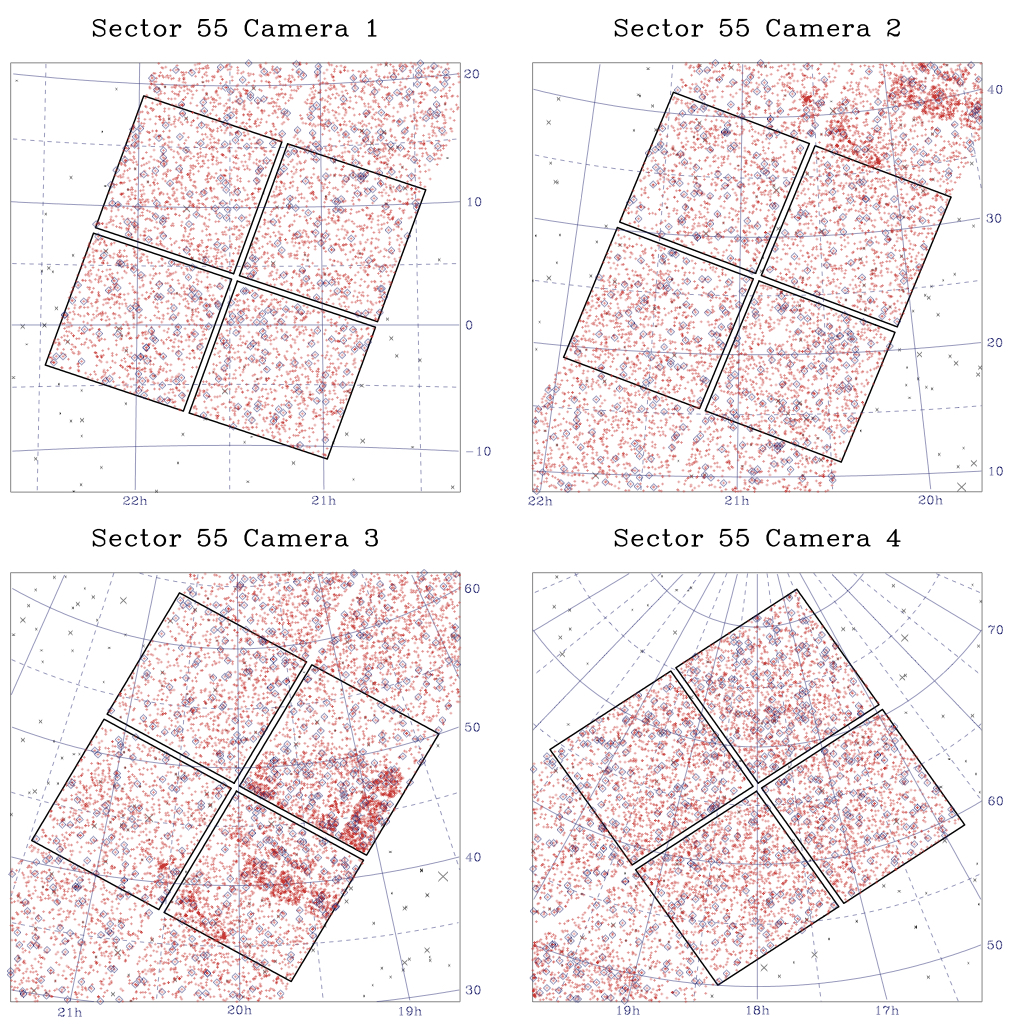 Sector 55 Camera 1
20
10
0
-10
22h 21h
Sector 55 Camera 2
40
30
20
10
22h 21h 20h
Sector 55 Camera 3
60
50
40
30
21h 20h 19h
Sector 55 Camera 4
70
60
50
19h 18h 17h